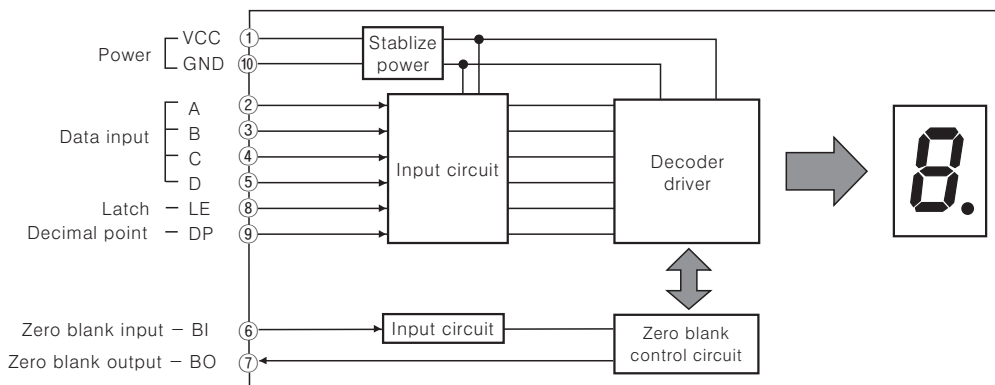 Power
VCC ①
GND ⑩
Stablize
power
Data input
A ②
B ③
C ④
D ⑤
Latch – LE ⑧
Decimal point – DP ⑨
Input circuit
Decoder
driver
8.
Zero blank input – BI ⑥
Input circuit
Zero blank output – BO ⑦
Zero blank
control circuit